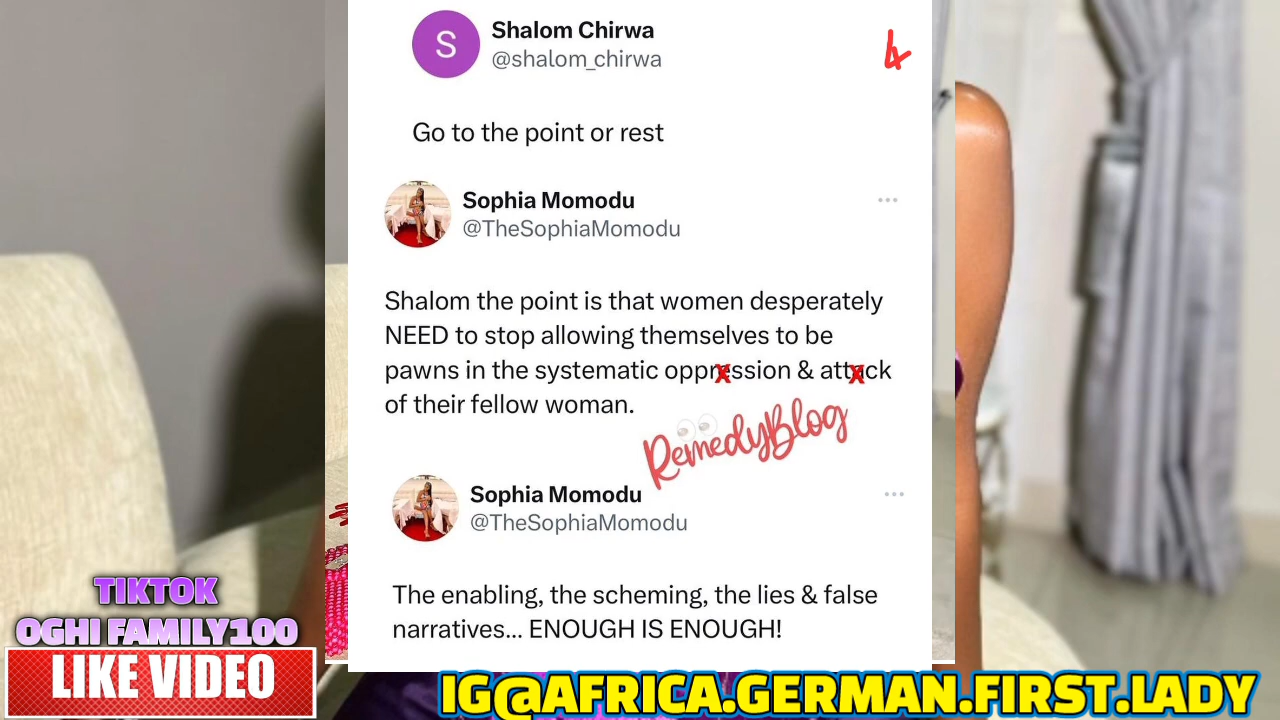 S
Shalom Chirwa
@shalom_chirwa
4
Go to the point or rest
Sophia Momodu
@TheSophiaMomodu
Shalom the point is that women desperately
NEED to stop allowing themselves to be
pawns in the systematic oppression & attack
of their fellow woman.
RemedyBlog
Sophia Momodu
@TheSophiaMomodu
The enabling, the scheming, the lies & false
narratives... ENOUGH IS ENOUGH!
TIKTOK
OGHI FAMILY100
LIKE VIDEO
IG@AFRICA.GERMAN.FIRST.LADY